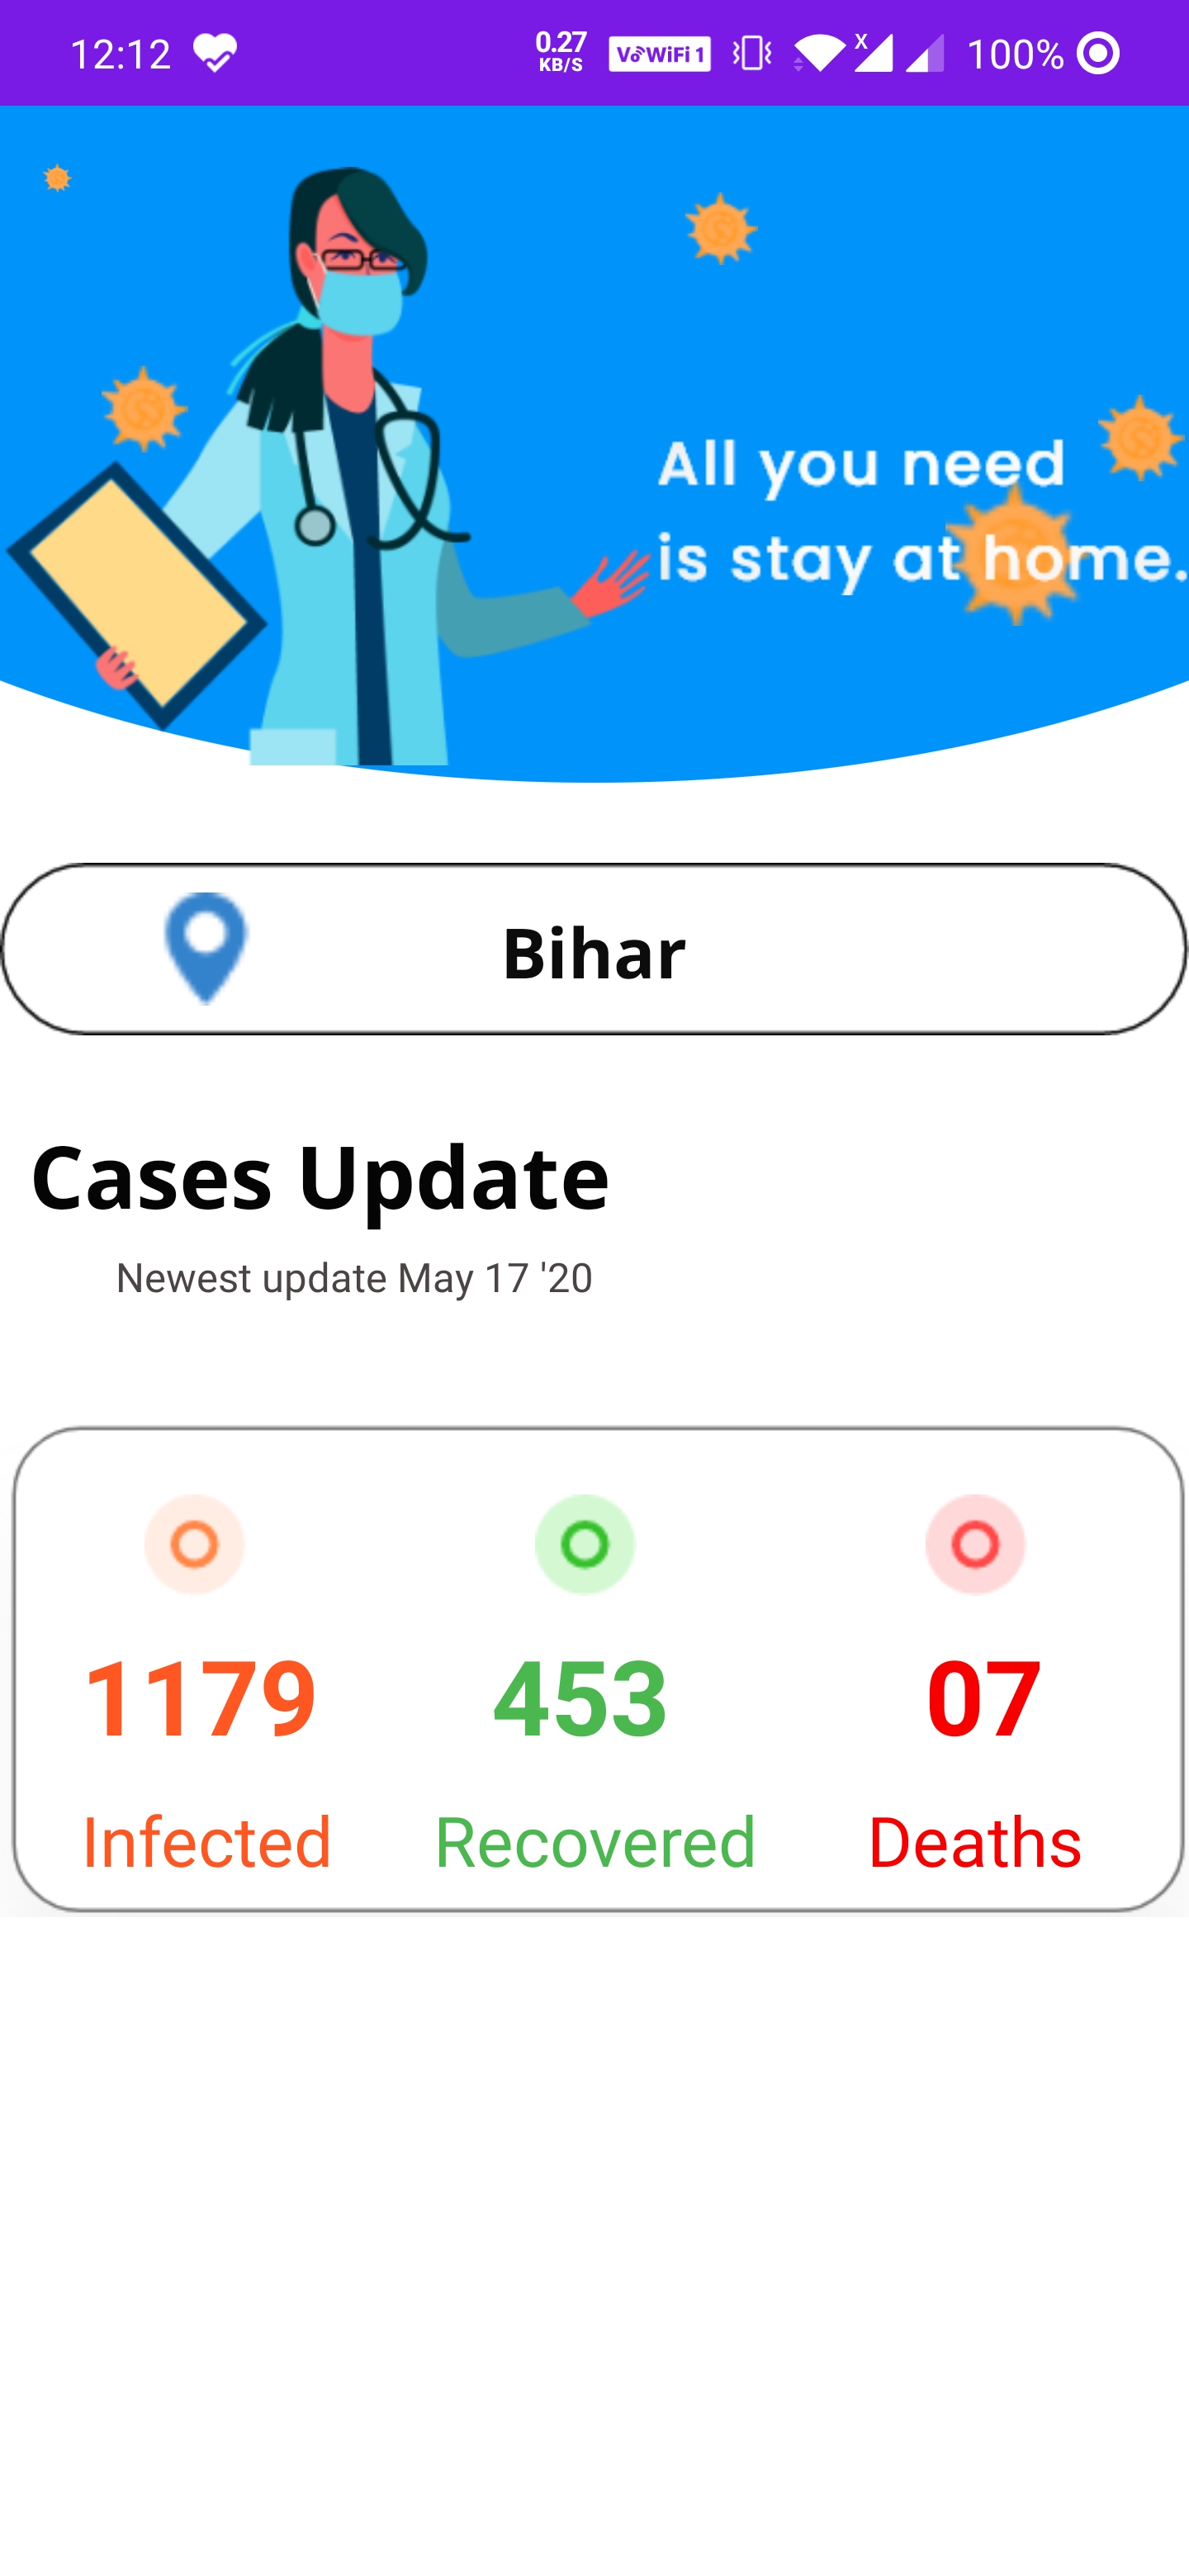 12:12
0.27
KB/S
VoWiFi 1
X
100%
All you need
is stay at home.
Bihar
Cases Update
Newest update May 17 '20
1179
453
07
Infected
Recovered
Deaths